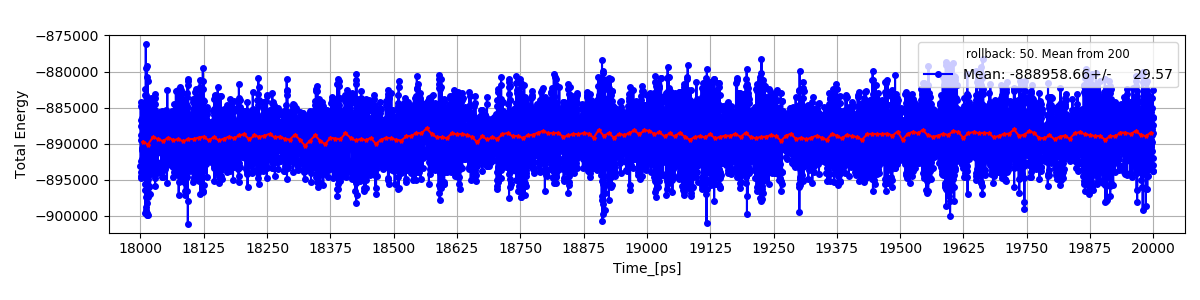 rollback: 50. Mean from 200
Mean: -888958.66+/- 29.57
Total Energy
−875000
−880000
−885000
−890000
−895000
−900000
18000 18125 18250 18375 18500 18625 18750 18875 19000 19125 19250 19375 19500 19625 19750 19875 20000
Time_[ps]